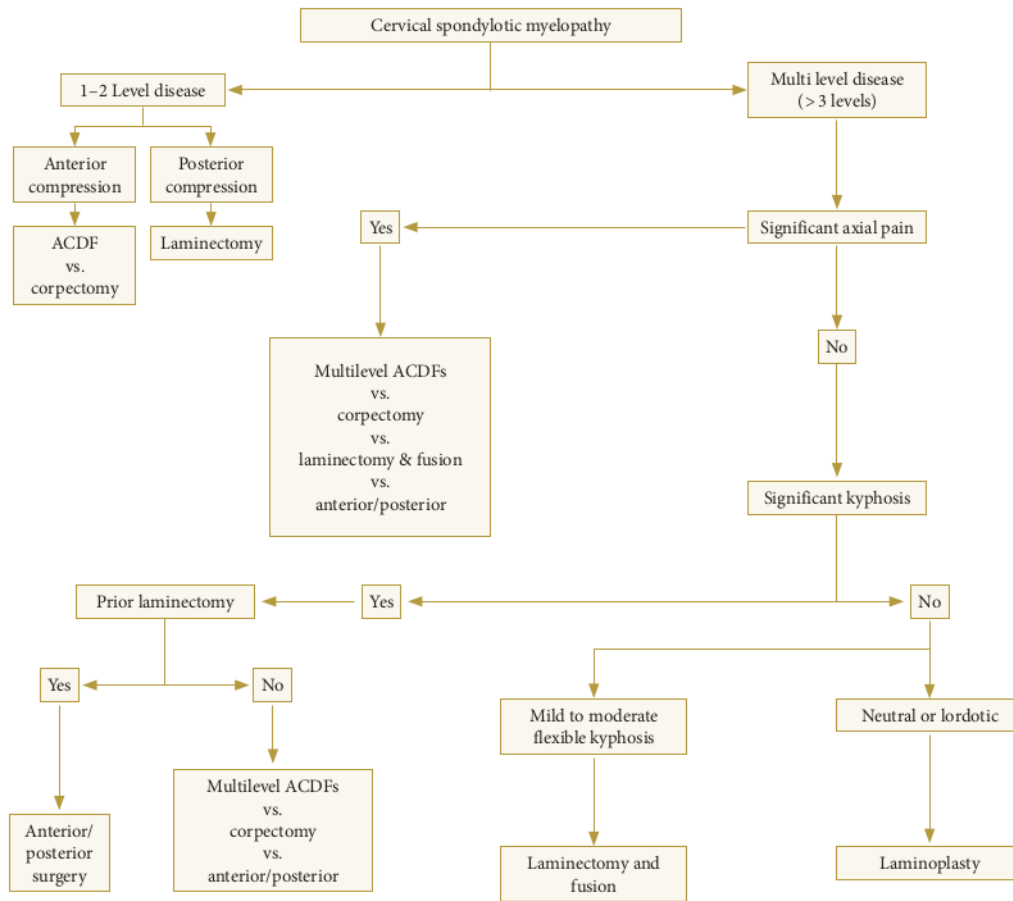 Cervical spondylotic myelopathy
1–2 Level disease
Multi level disease
(> 3 levels)
Anterior
compression
Posterior
compression
ACDF
vs.
corpectomy
Laminectomy
Yes
Significant axial pain
No
Multilevel ACDFs
vs.
corpectomy
vs.
laminectomy & fusion
vs.
anterior/posterior
Significant kyphosis
Prior laminectomy
Yes
No
Yes
No
Mild to moderate
flexible kyphosis
Neutral or lordotic
Anterior/
posterior
surgery
Multilevel ACDFs
vs.
corpectomy
vs.
anterior/posterior
Laminectomy and
fusion
Laminoplasty